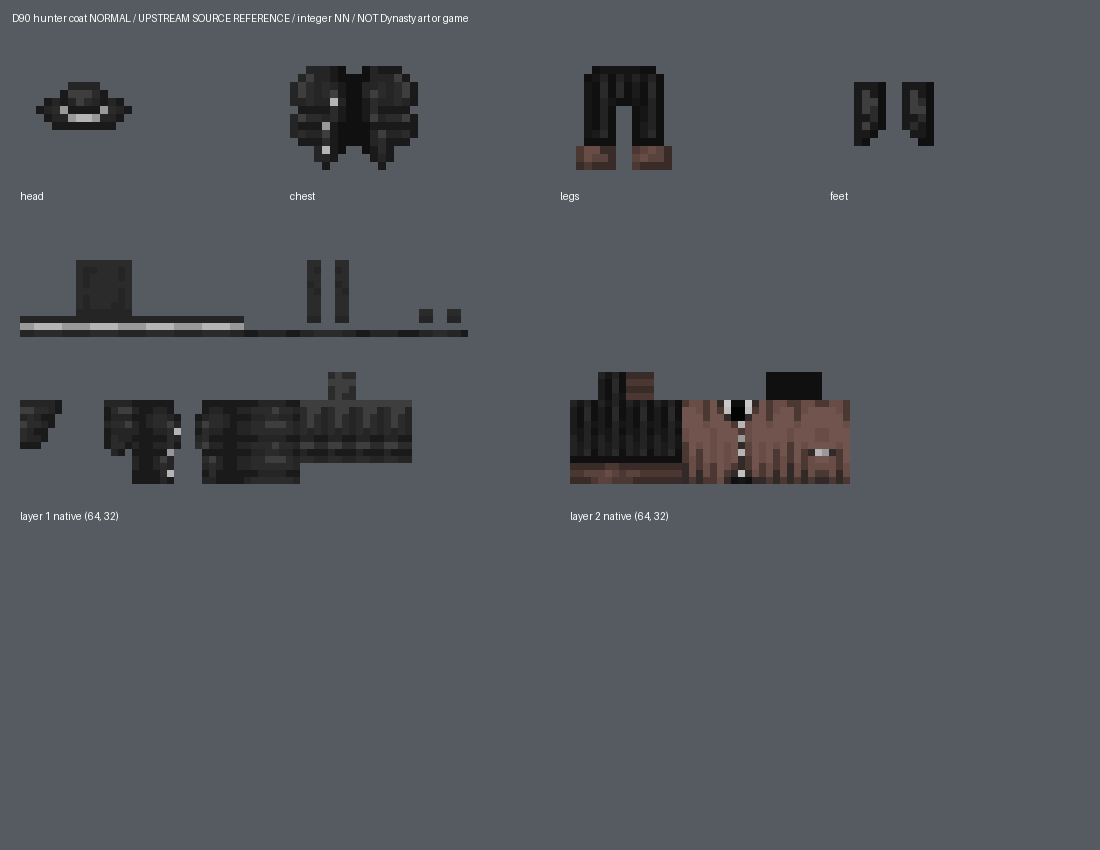 D90 hunter coat NORMAL / UPSTREAM SOURCE REFERENCE / integer NN / NOT Dynasty art or game
head
chest
legs
feet
layer 1 native (64, 32)
layer 2 native (64, 32)